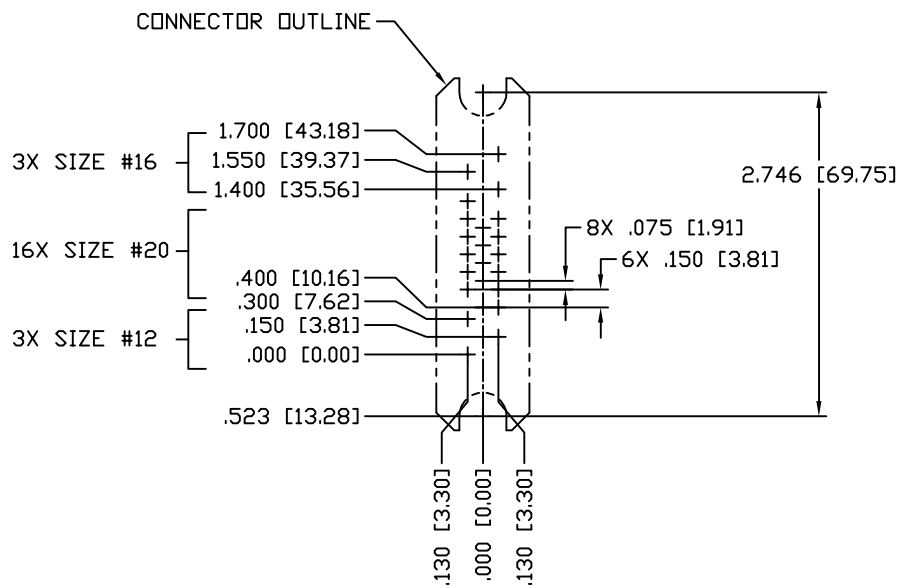 CONNECTOR OUTLINE
1.700 [43.18]
3X SIZE #16
1.550 [39.37]
1.400 [35.56]
2.746 [69.75]
8X .075 [1.91]
16X SIZE #20
6X .150 [3.81]
.400 [10.16]
.300 [7.62]
.150 [3.81]
3X SIZE #12
.000 [0.00]
.523 [13.28]
.130 [3.30]
.000 [0.00]
.130 [3.30]